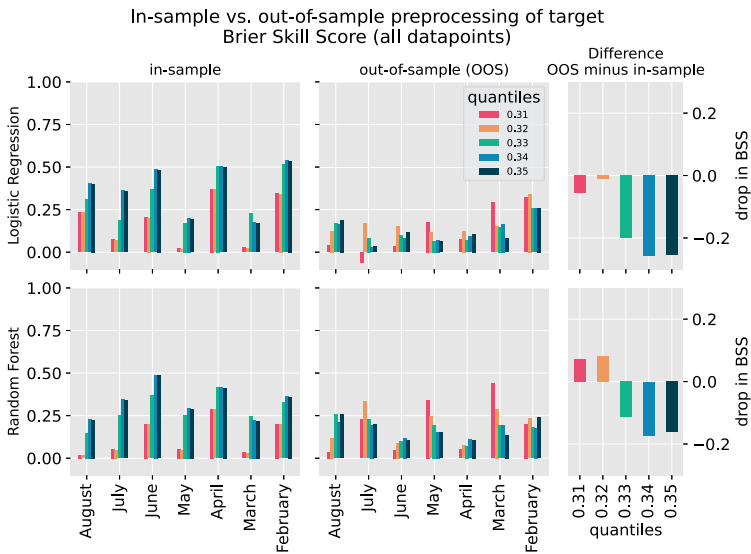 In-sample vs. out-of-sample preprocessing of target
Brier Skill Score (all datapoints)
in-sample
out-of-sample (OOS)
Difference
OOS minus in-sample
Logistic Regression
1.00
0.75
0.50
0.25
0.00
quantiles
0.31
0.32
0.33
0.34
0.35
0.2
0.0
−0.2
drop in BSS
Random Forest
1.00
0.75
0.50
0.25
0.00
0.2
0.0
−0.2
drop in BSS
August
July
June
May
April
March
February
August
July
June
May
April
March
February
0.31
0.32
0.33
0.34
0.35
quantiles